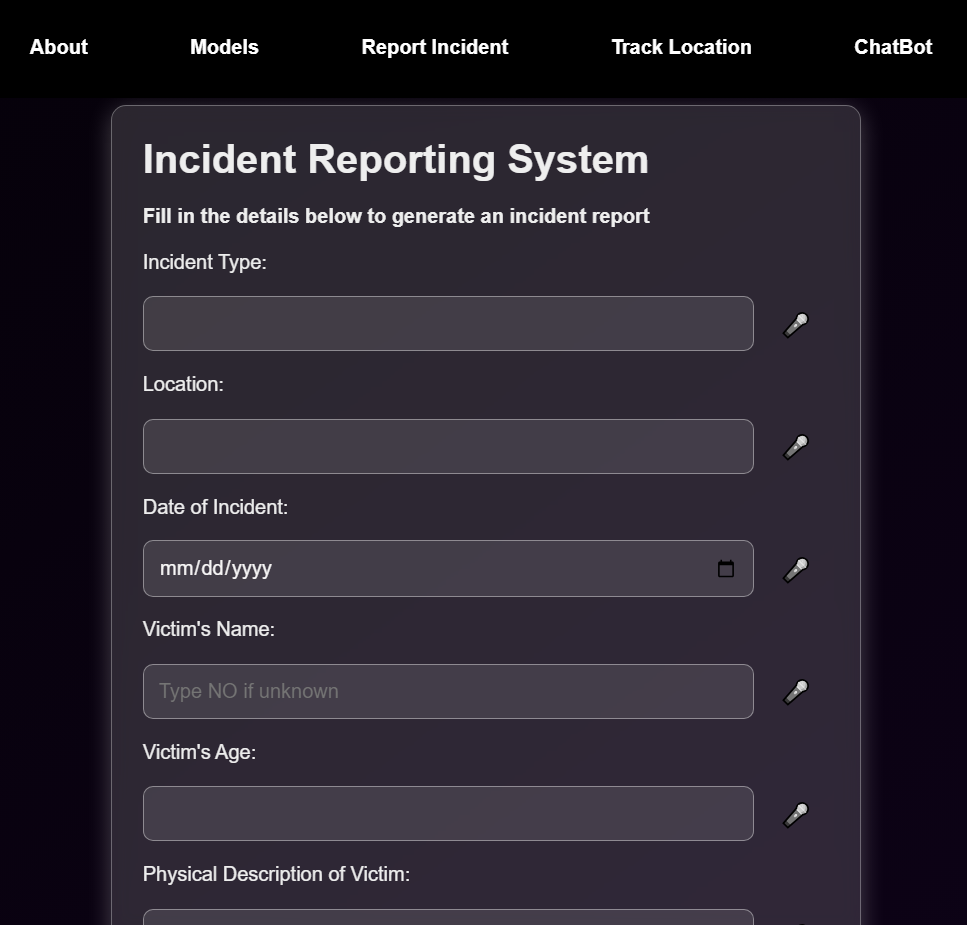 About Models Report Incident Track Location ChatBot
Incident Reporting System
Fill in the details below to generate an incident report
Incident Type:
Location:
Date of Incident:
mm/dd/yyyy
Victim's Name:
Type NO if unknown
Victim's Age:
Physical Description of Victim: